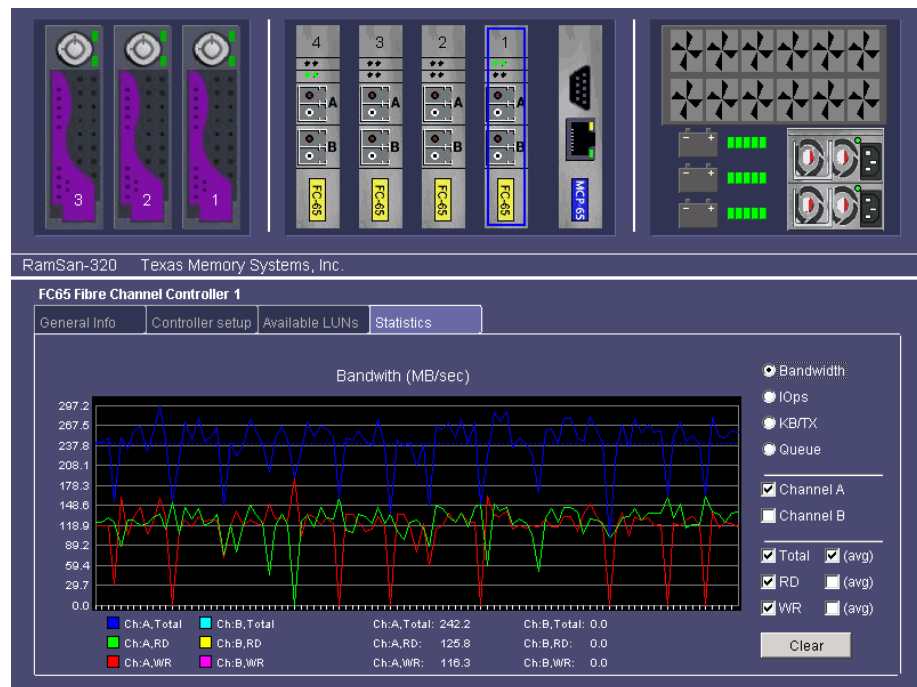 4 3 2 1
A A A A
B B B B
FC-65 FC-65 FC-65 FC-65 MCP-65
3 2 1
RamSan-320 Texas Memory Systems, Inc.
FC65 Fibre Channel Controller 1
General Info Controller setup Available LUNs Statistics
Bandwith (MB/sec)
297.2
267.5
237.8
208.1
178.3
148.6
118.9
89.2
59.4
29.7
0.0
Ch:A,Total Ch:B,Total Ch:A,Total: 242.2 Ch:B,Total: 0.0
Ch:A,RD Ch:B,RD Ch:A,RD: 125.8 Ch:B,RD: 0.0
Ch:A,WR Ch:B,WR Ch:A,WR: 116.3 Ch:B,WR: 0.0
Bandwidth
IOps
KB/TX
Queue
Channel A
Channel B
Total (avg)
RD (avg)
WR (avg)
Clear